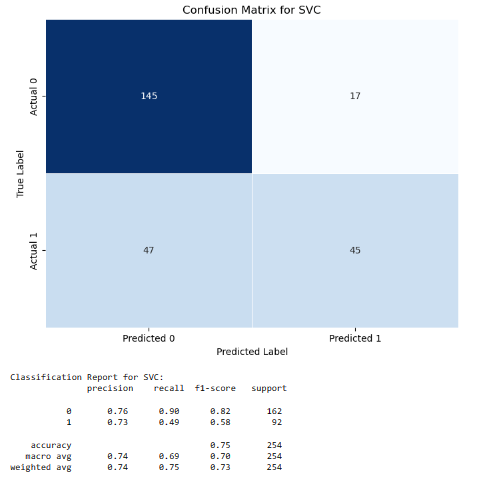 Confusion Matrix for SVC
Actual 0
145
17
True Label
Actual 1
47
45
Predicted 0
Predicted 1
Predicted Label
Classification Report for SVC:
precision recall f1-score support
0 0.76 0.90 0.82 162
1 0.73 0.49 0.58 92
accuracy 0.75 254
macro avg 0.74 0.69 0.70 254
weighted avg 0.74 0.75 0.73 254